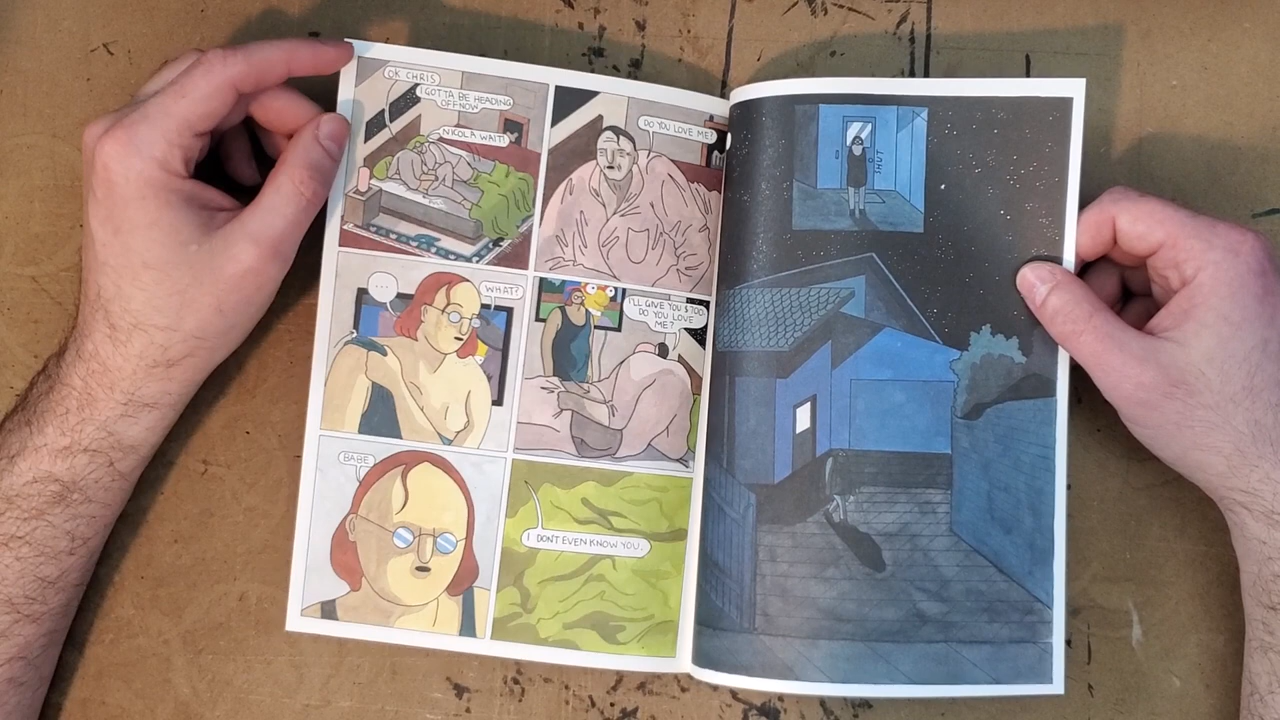 OK CHRIS
I GOTTA BE HEADING
OFF NOW
NICOLA WAIT!
DO YOU LOVE ME?
...
WHAT?
I'LL GIVE YOU $700.
DO YOU LOVE
ME?
BABE
I DON'T EVEN KNOW YOU.
SHUT